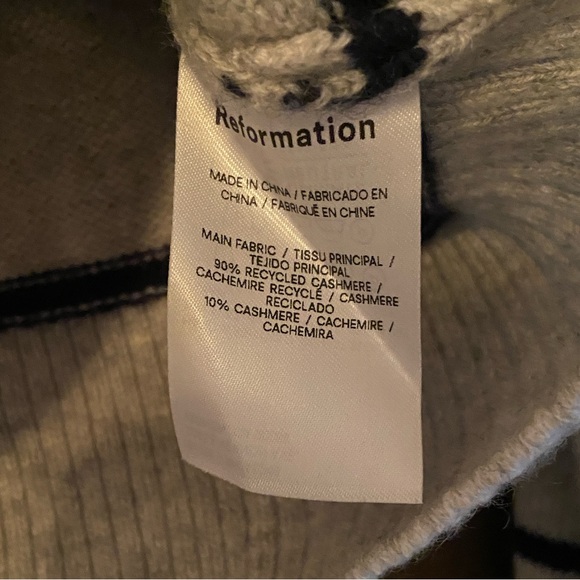 Reformation
MADE IN CHINA / FABRICADO EN
CHINA / FABRIQUÉ EN CHINE
MAIN FABRIC / TISSU PRINCIPAL /
TEJIDO PRINCIPAL
90% RECYCLED CASHMERE /
CACHEMIRE RECYCLÉ / CASHMERE
RECICLADO
10% CASHMERE / CACHEMIRE /
CACHEMIRA